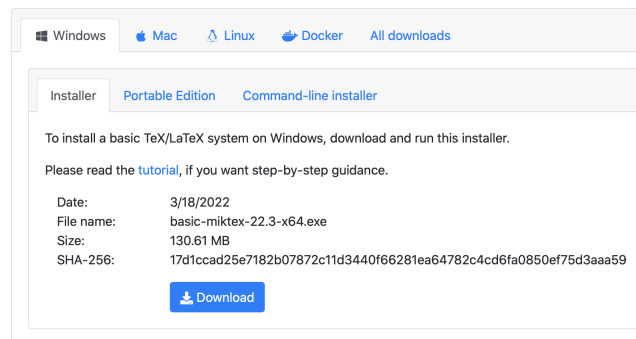 Windows Mac Linux Docker All downloads
Installer Portable Edition Command-line installer
To install a basic TeX/LaTeX system on Windows, download and run this installer.
Please read the tutorial, if you want step-by-step guidance.
Date: 3/18/2022
File name: basic-miktex-22.3-x64.exe
Size: 130.61 MB
SHA-256: 17d1ccad25e7182b07872c11d3440f66281ea64782c4cd6fa0850ef75d3aaa59
Download